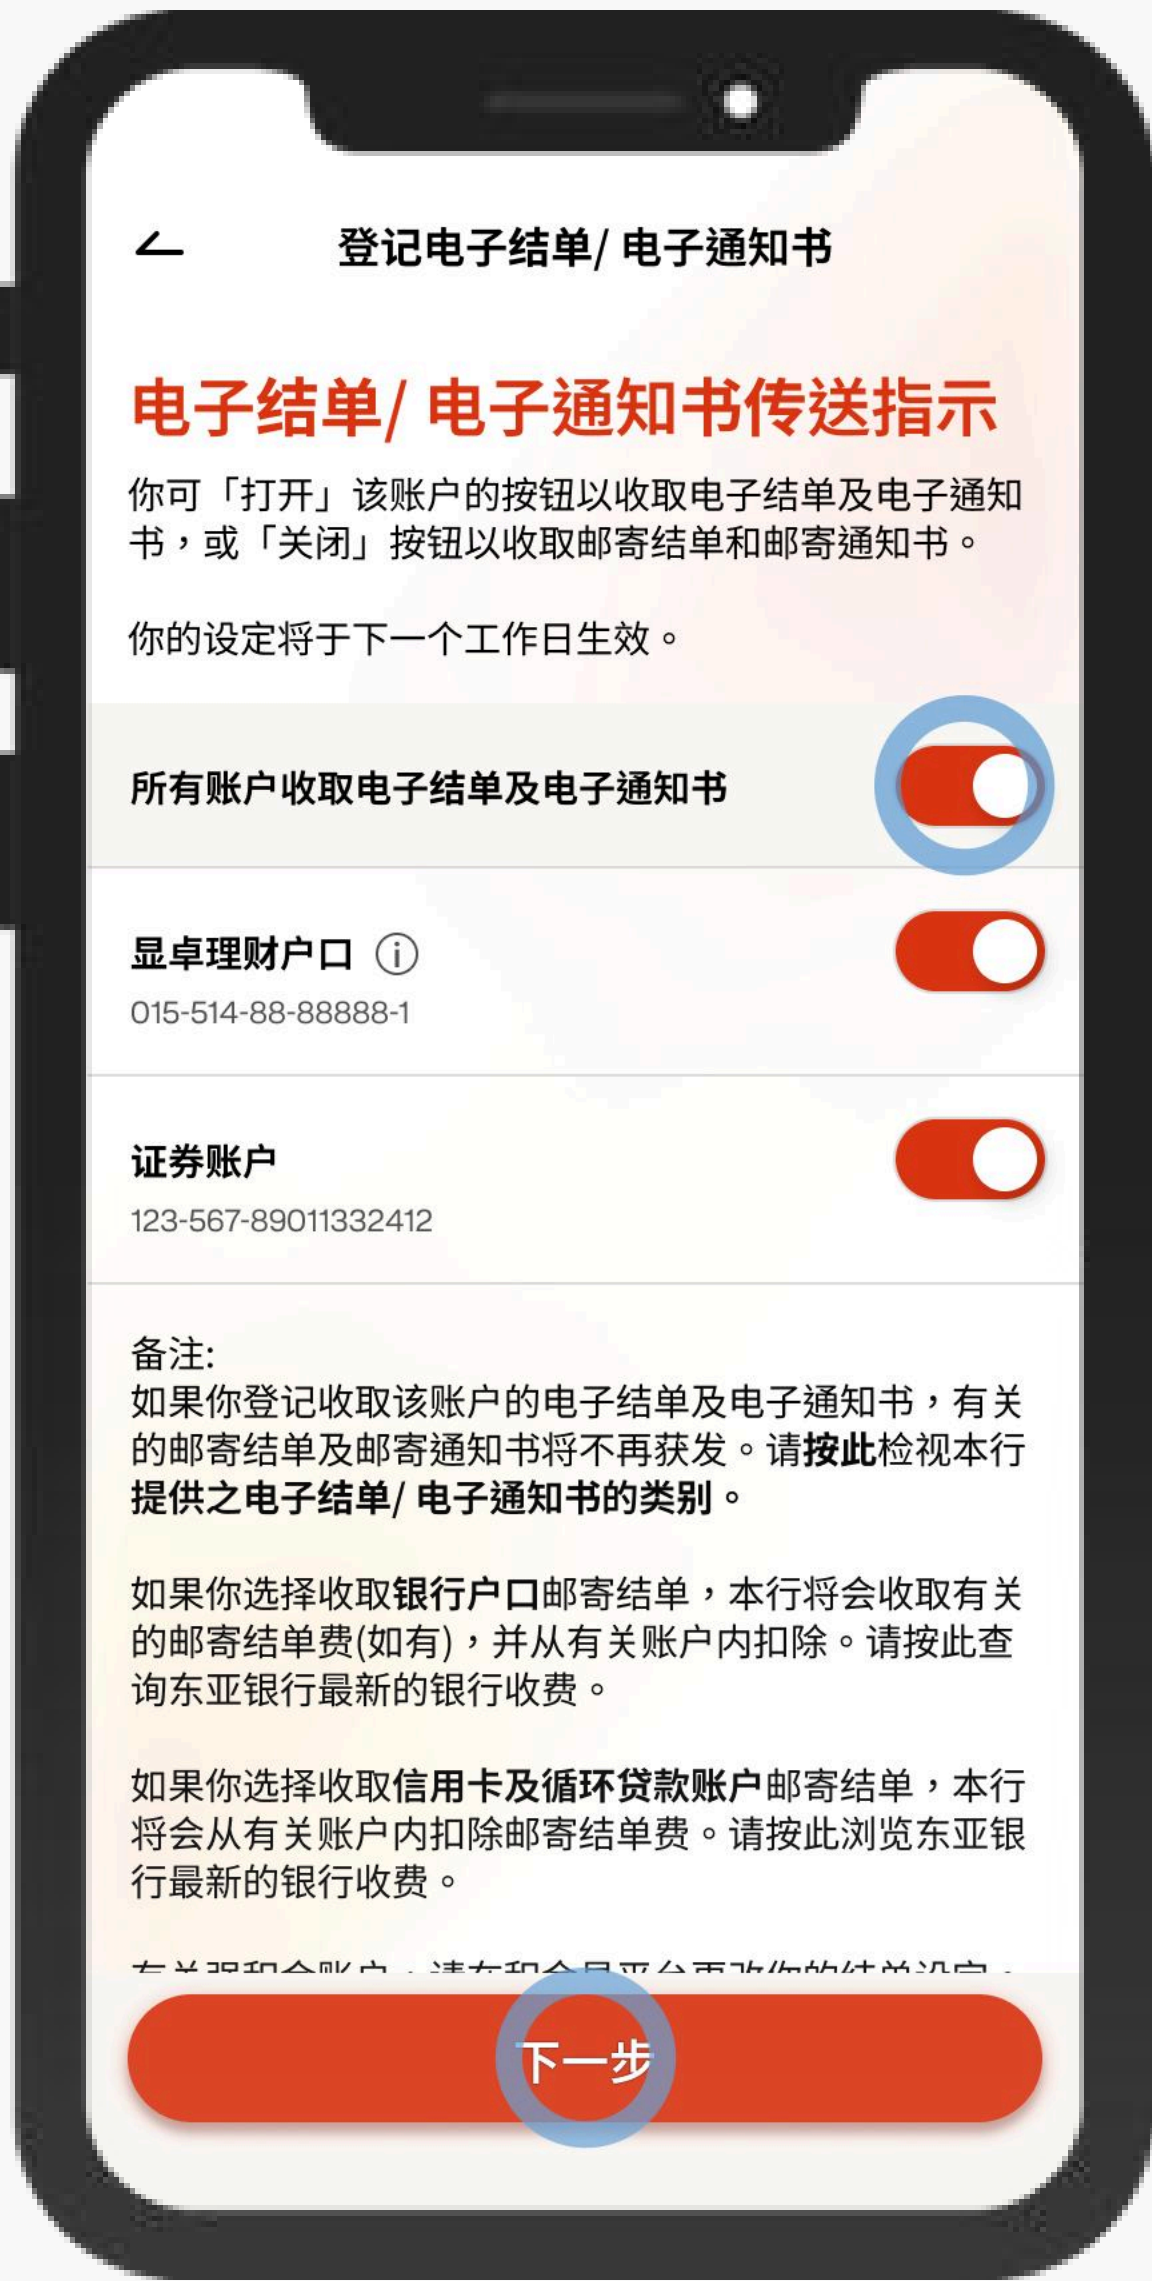 登记电子结单/ 电子通知书
电子结单/ 电子通知书传送指示
你可「打开」该账户的按钮以收取电子结单及电子通知
书，或「关闭」按钮以收取邮寄结单和邮寄通知书。
你的设定将于下一个工作日生效。
所有账户收取电子结单及电子通知书
显卓理财户口 i
015-514-88-88888-1
证券账户
123-567-89011332412
备注:
如果你登记收取该账户的电子结单及电子通知书，有关
的邮寄结单及邮寄通知书将不再获发。请按此检视本行
提供之电子结单/ 电子通知书的类别。
如果你选择收取银行户口邮寄结单，本行将会收取有关
的邮寄结单费(如有)，并从有关账户内扣除。请按此查
询东亚银行最新的银行收费。
如果你选择收取信用卡及循环贷款账户邮寄结单，本行
将会从有关账户内扣除邮寄结单费。请按此浏览东亚银
行最新的银行收费。
下一步